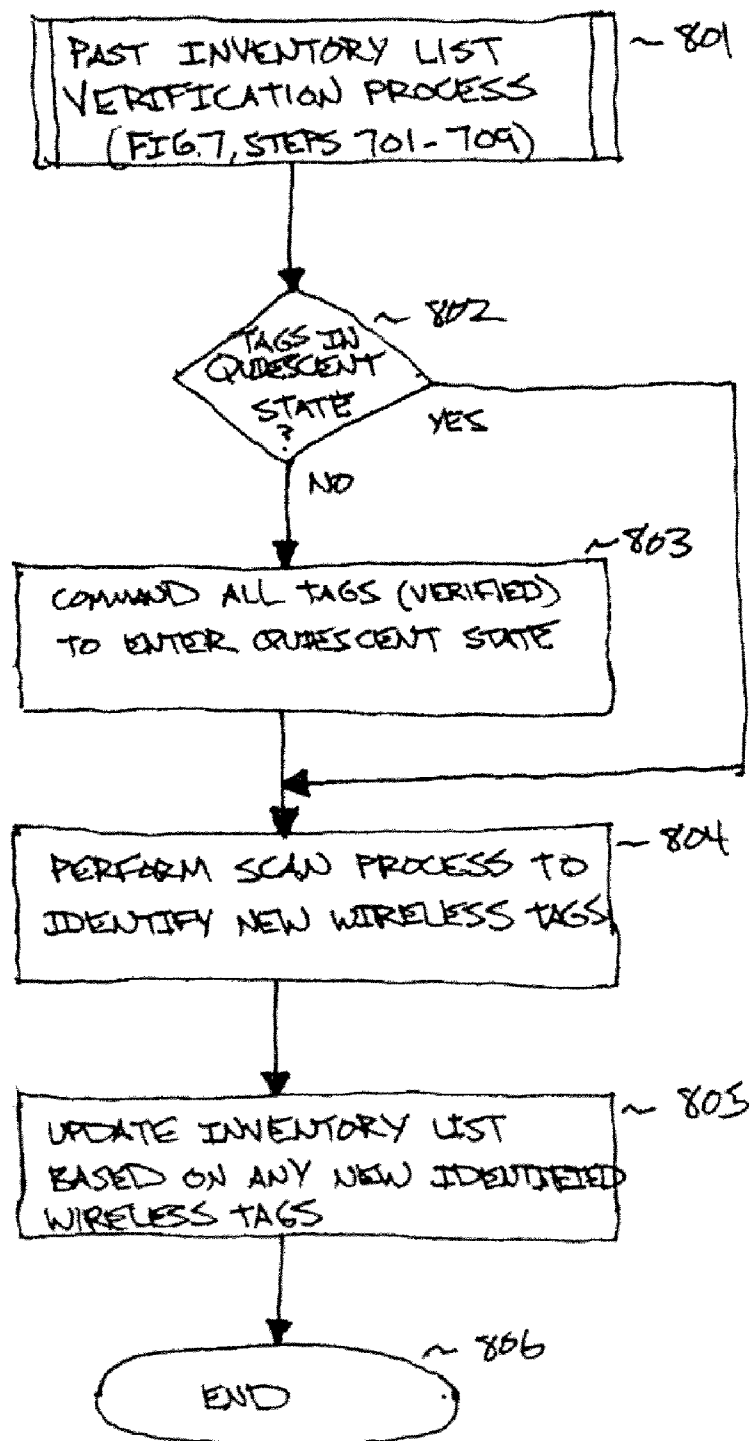 PAST INVENTORY LIST
VERIFICATION PROCESS
(FIG.7, STEPS 701-709)
~ 801
TAGS IN
QUIESCENT
STATE
?
~ 802
YES
NO
~803
COMMAND ALL TAGS (VERIFIED)
TO ENTER QUIESCENT STATE
~ 804
PERFORM SCAN PROCESS TO
IDENTIFY NEW WIRELESS TAGS
~ 805
UPDATE INVENTORY LIST
BASED ON ANY NEW IDENTIFIED
WIRELESS TAGS
~ 806
END